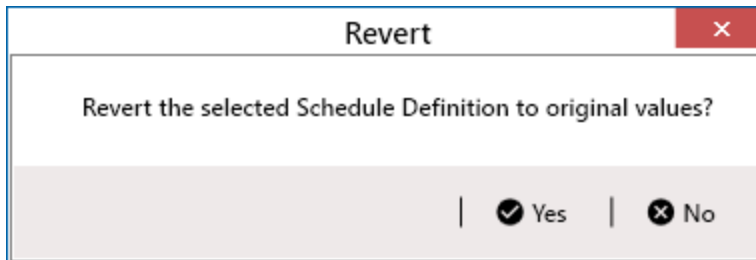 Revert
Revert the selected Schedule Definition to original values?
Yes
No